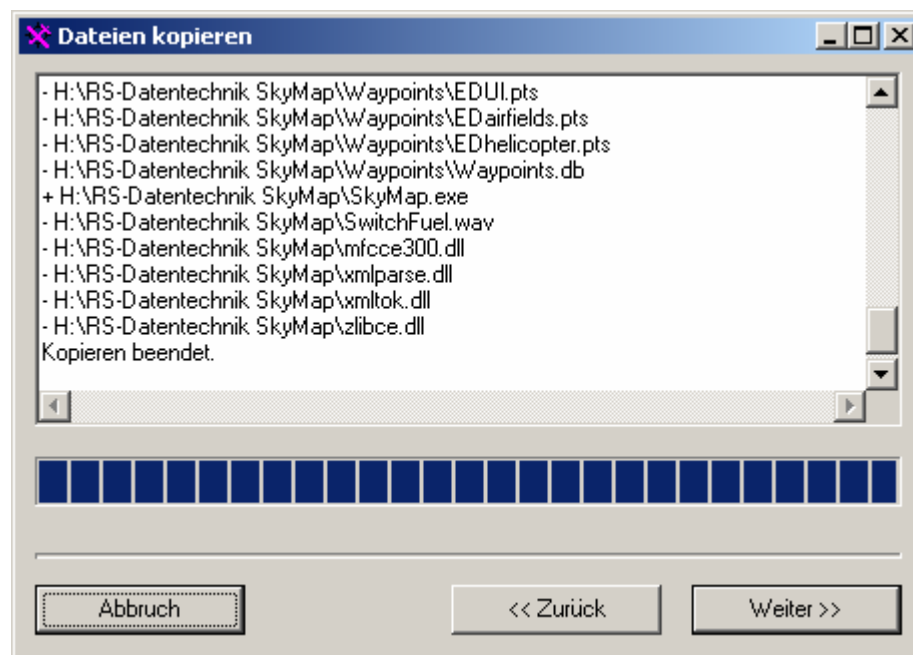 Dateien kopieren
- H:\RS-Datentechnik SkyMap\Waypoints\EDUI.pts
- H:\RS-Datentechnik SkyMap\Waypoints\EDairfields.pts
- H:\RS-Datentechnik SkyMap\Waypoints\EDhelicopter.pts
- H:\RS-Datentechnik SkyMap\Waypoints\Waypoints.db
+ H:\RS-Datentechnik SkyMap\SkyMap.exe
- H:\RS-Datentechnik SkyMap\SwitchFuel.wav
- H:\RS-Datentechnik SkyMap\mfcce300.dll
- H:\RS-Datentechnik SkyMap\xmlparse.dll
- H:\RS-Datentechnik SkyMap\xmltok.dll
- H:\RS-Datentechnik SkyMap\zlibce.dll
Kopieren beendet.
Abbruch
<< Zurück
Weiter >>